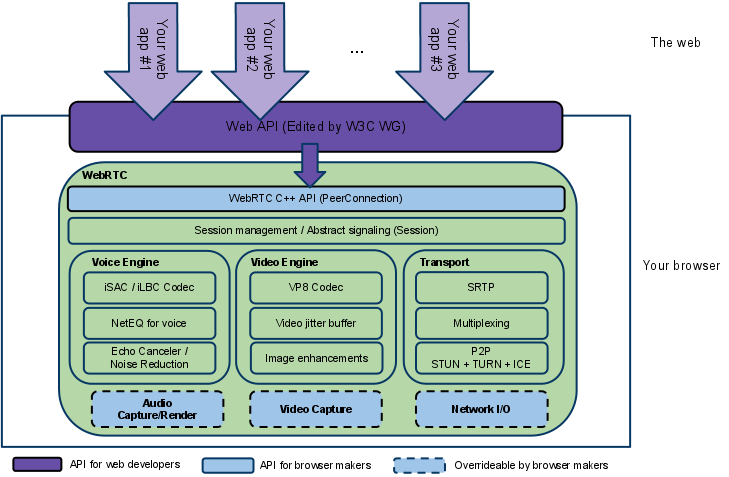 Your web
app #1
Your web
app #2
...
Your web
app #3
The web
Web API (Edited by W3C WG)
WebRTC
WebRTC C++ API (PeerConnection)
Session management / Abstract signaling (Session)
Your browser
Voice Engine
iSAC / iLBC Codec
NetEQ for voice
Echo Canceler /
Noise Reduction
Video Engine
VP8 Codec
Video jitter buffer
Image enhancements
Transport
SRTP
Multiplexing
P2P
STUN + TURN + ICE
Audio
Capture/Render
Video Capture
Network I/O
API for web developers
API for browser makers
Overrideable by browser makers